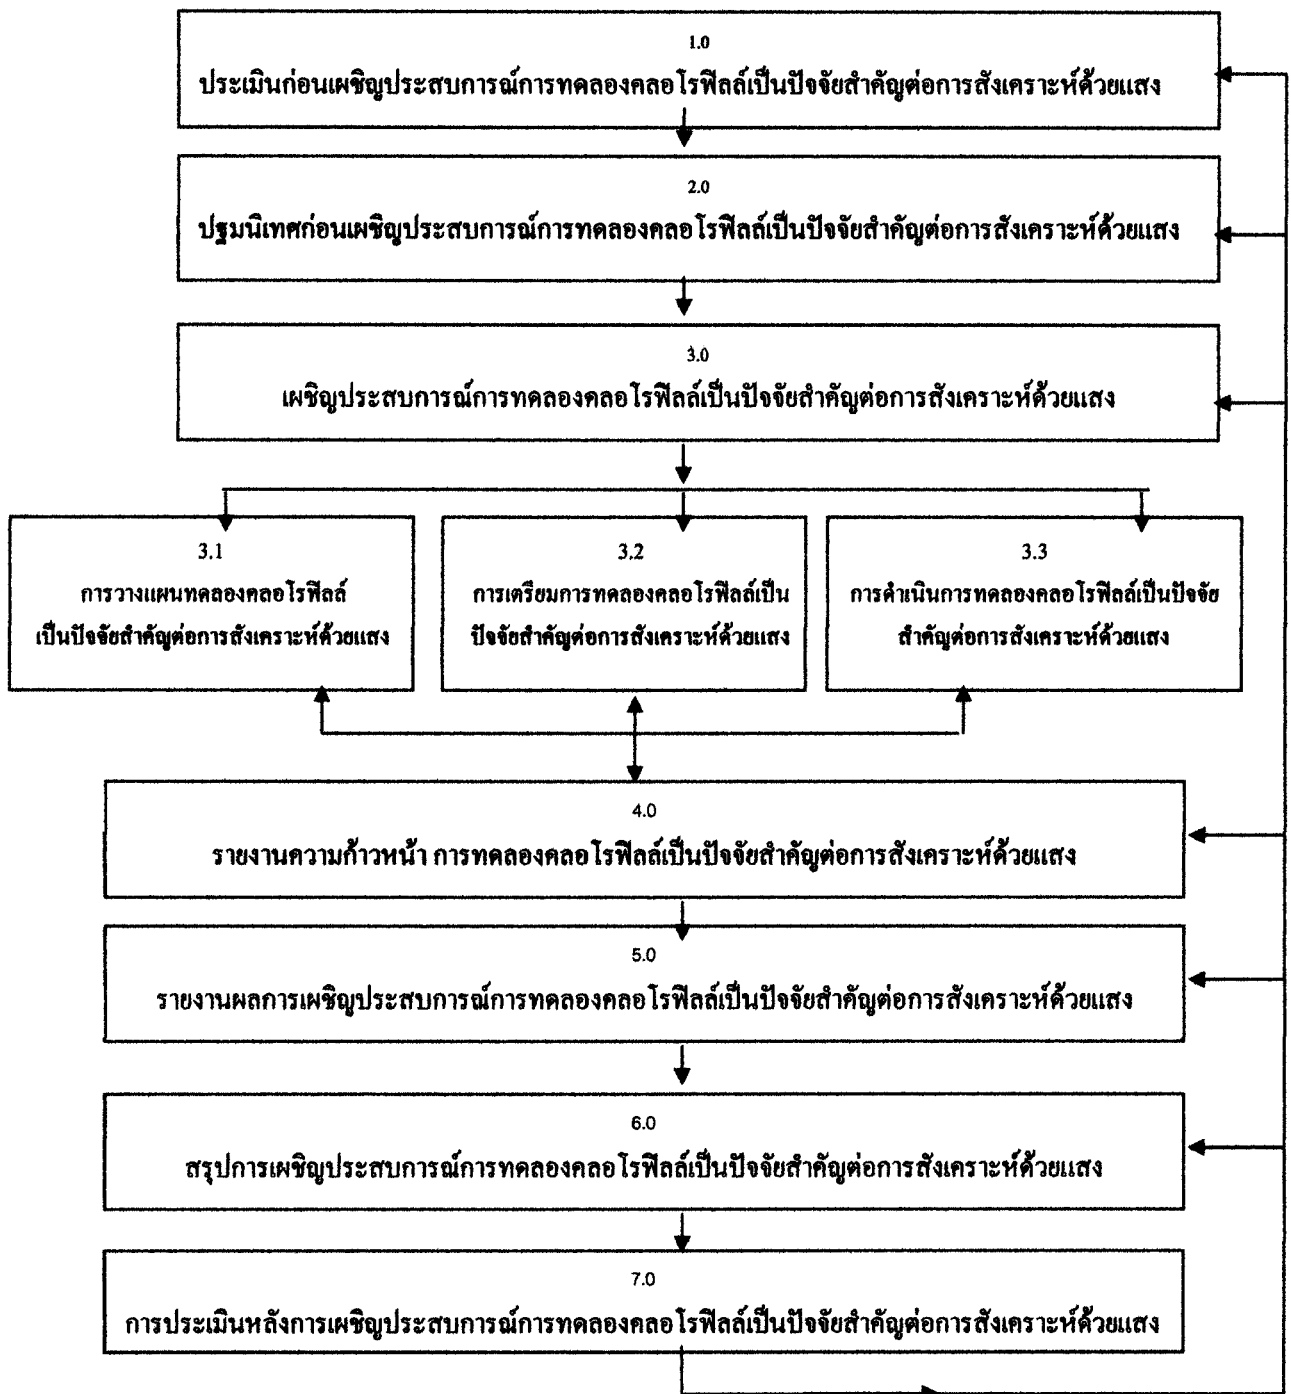 1.0
ประเมินก่อนเผชิญประสบการณ์การทดลองคลอโรฟิลล์เป็นปัจจัยสำคัญต่อการสังเคราะห์ด้วยแสง
2.0
ปฐมนิเทศก่อนเผชิญประสบการณ์การทดลองคลอโรฟิลล์เป็นปัจจัยสำคัญต่อการสังเคราะห์ด้วยแสง
3.0
เผชิญประสบการณ์การทดลองคลอโรฟิลล์เป็นปัจจัยสำคัญต่อการสังเคราะห์ด้วยแสง
3.1
การวางแผนทดลองคลอโรฟิลล์
เป็นปัจจัยสำคัญต่อการสังเคราะห์ด้วยแสง
3.2
การเตรียมการทดลองคลอโรฟิลล์เป็น
ปัจจัยสำคัญต่อการสังเคราะห์ด้วยแสง
3.3
การดำเนินการทดลองคลอโรฟิลล์เป็นปัจจัย
สำคัญต่อการสังเคราะห์ด้วยแสง
4.0
รายงานความก้าวหน้า การทดลองคลอโรฟิลล์เป็นปัจจัยสำคัญต่อการสังเคราะห์ด้วยแสง
5.0
รายงานผลการเผชิญประสบการณ์การทดลองคลอโรฟิลล์เป็นปัจจัยสำคัญต่อการสังเคราะห์ด้วยแสง
6.0
สรุปการเผชิญประสบการณ์การทดลองคลอโรฟิลล์เป็นปัจจัยสำคัญต่อการสังเคราะห์ด้วยแสง
7.0
การประเมินหลังการเผชิญประสบการณ์การทดลองคลอโรฟิลล์เป็นปัจจัยสำคัญต่อการสังเคราะห์ด้วยแสง